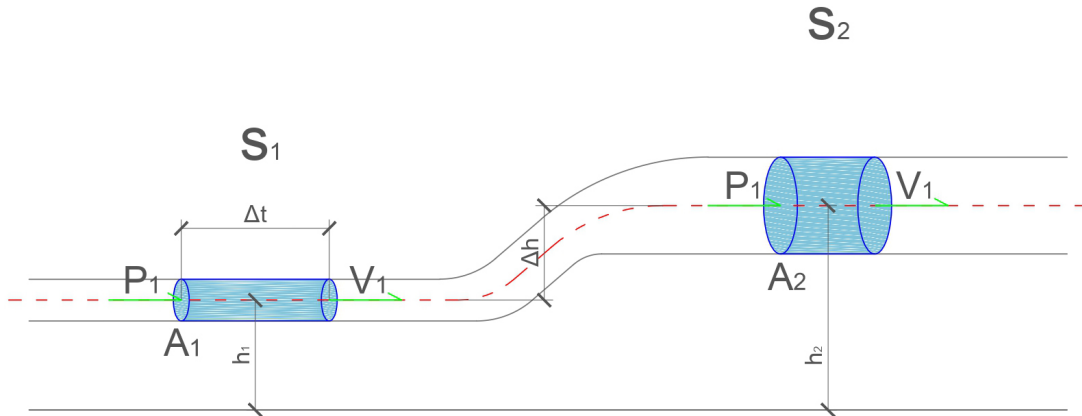 S₂
S₁
Δt
P₁ V₁
P₁ V₁
Δh
A₂
A₁
h₁
h₂